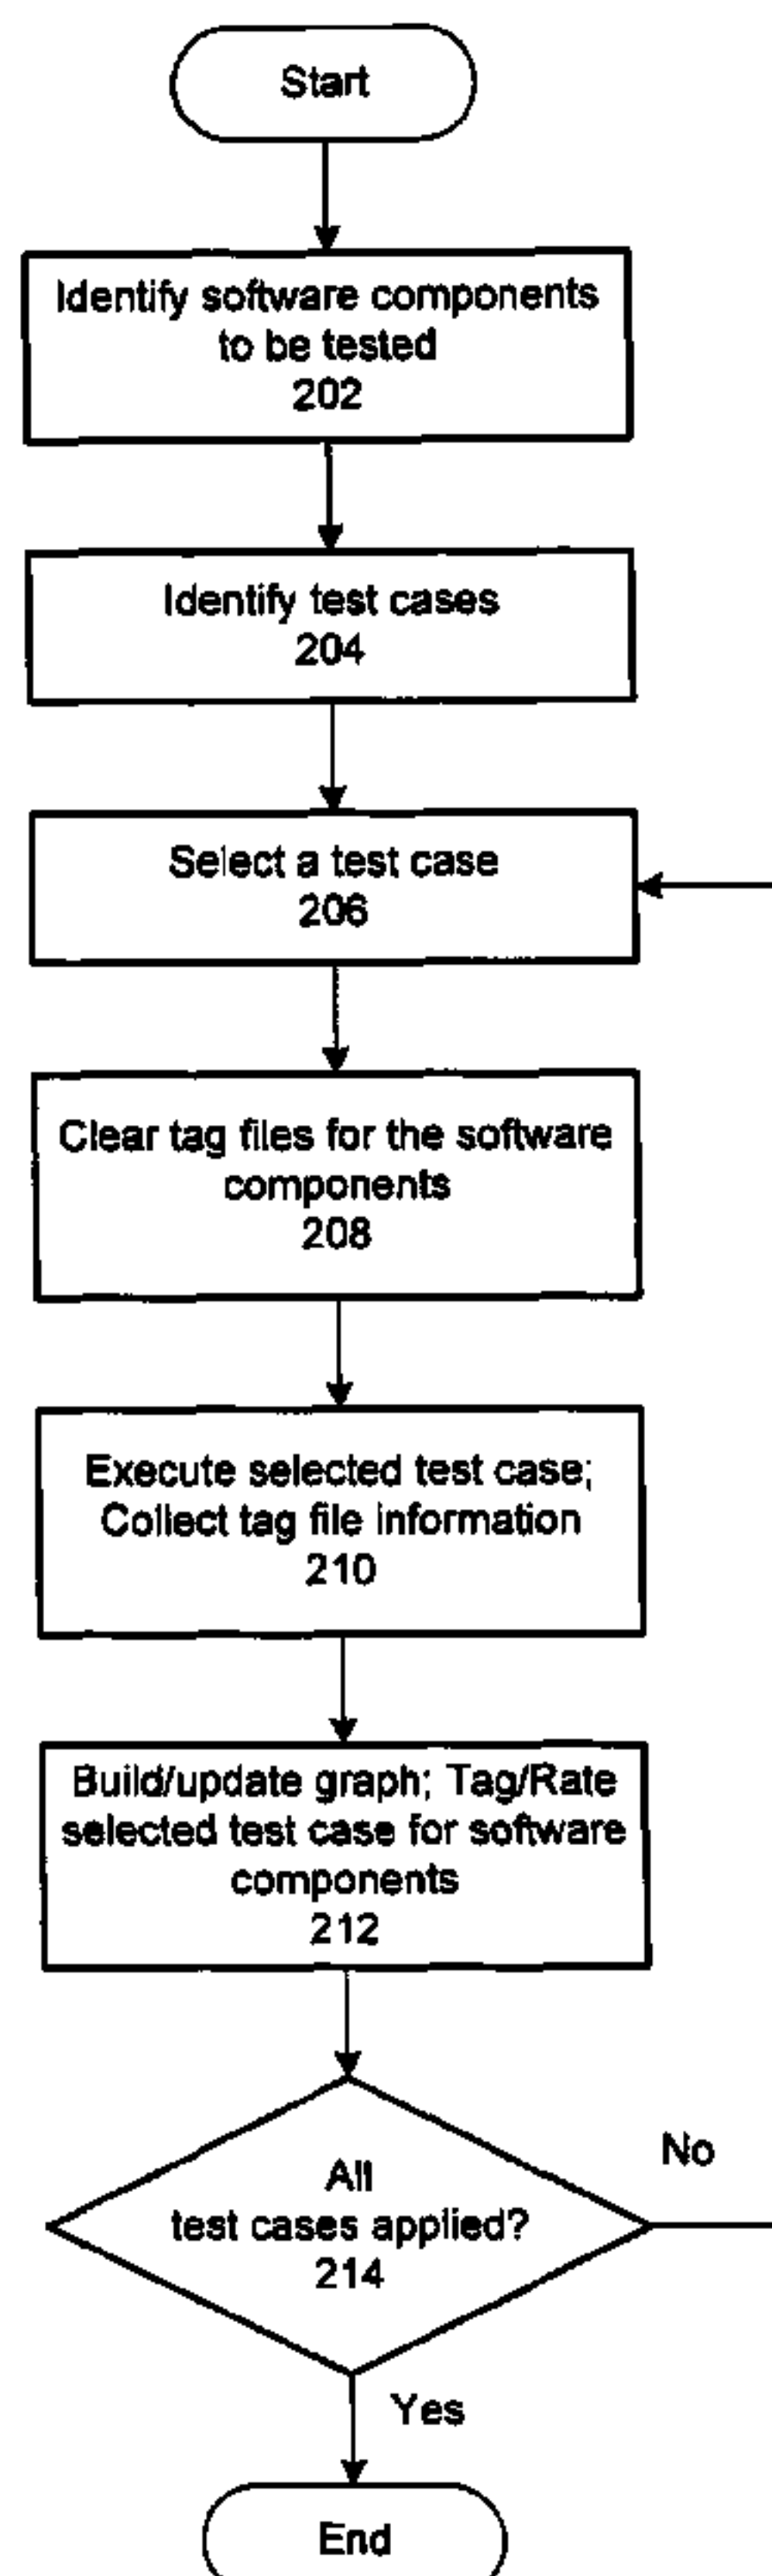 Start
Identify software components
to be tested
202
Identify test cases
204
Select a test case
206
Clear tag files for the software
components
208
Execute selected test case;
Collect tag file information
210
Build/update graph; Tag/Rate
selected test case for software
components
212
All
test cases applied?
214
No
Yes
End